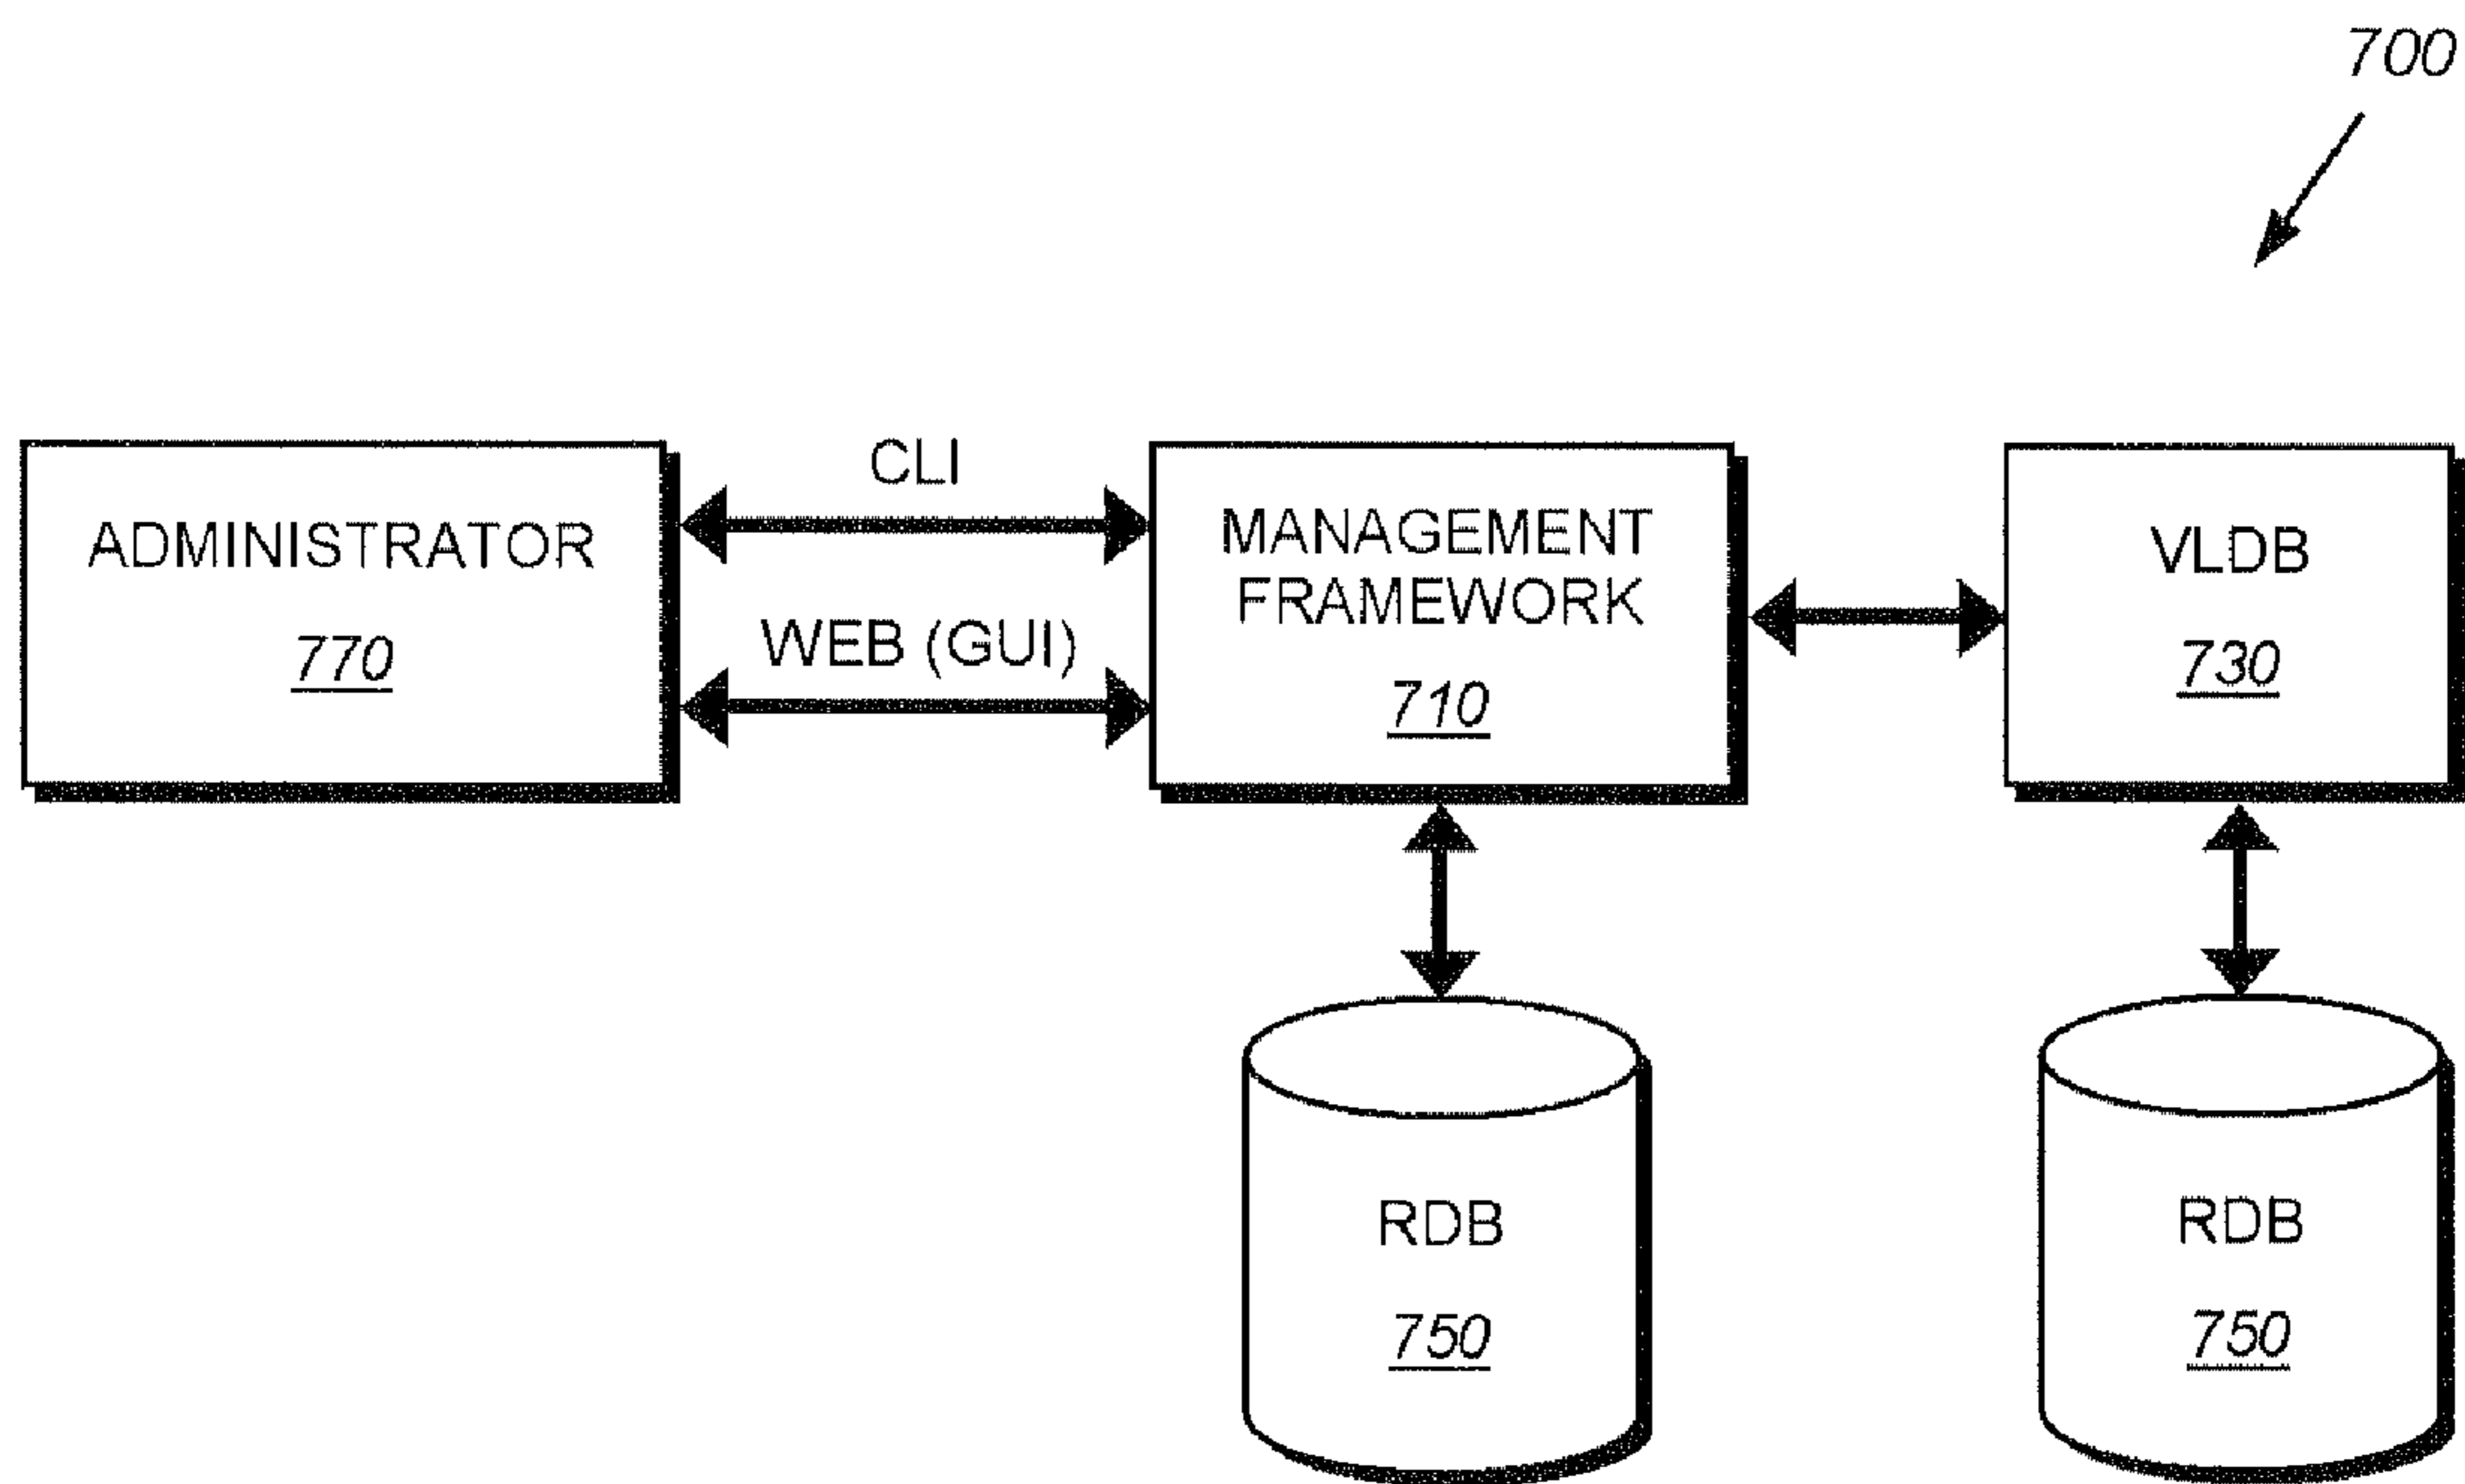 700
ADMINISTRATOR
770
CLI
WEB (GUI)
MANAGEMENT
FRAMEWORK
710
VLDB
730
RDB
750
RDB
750